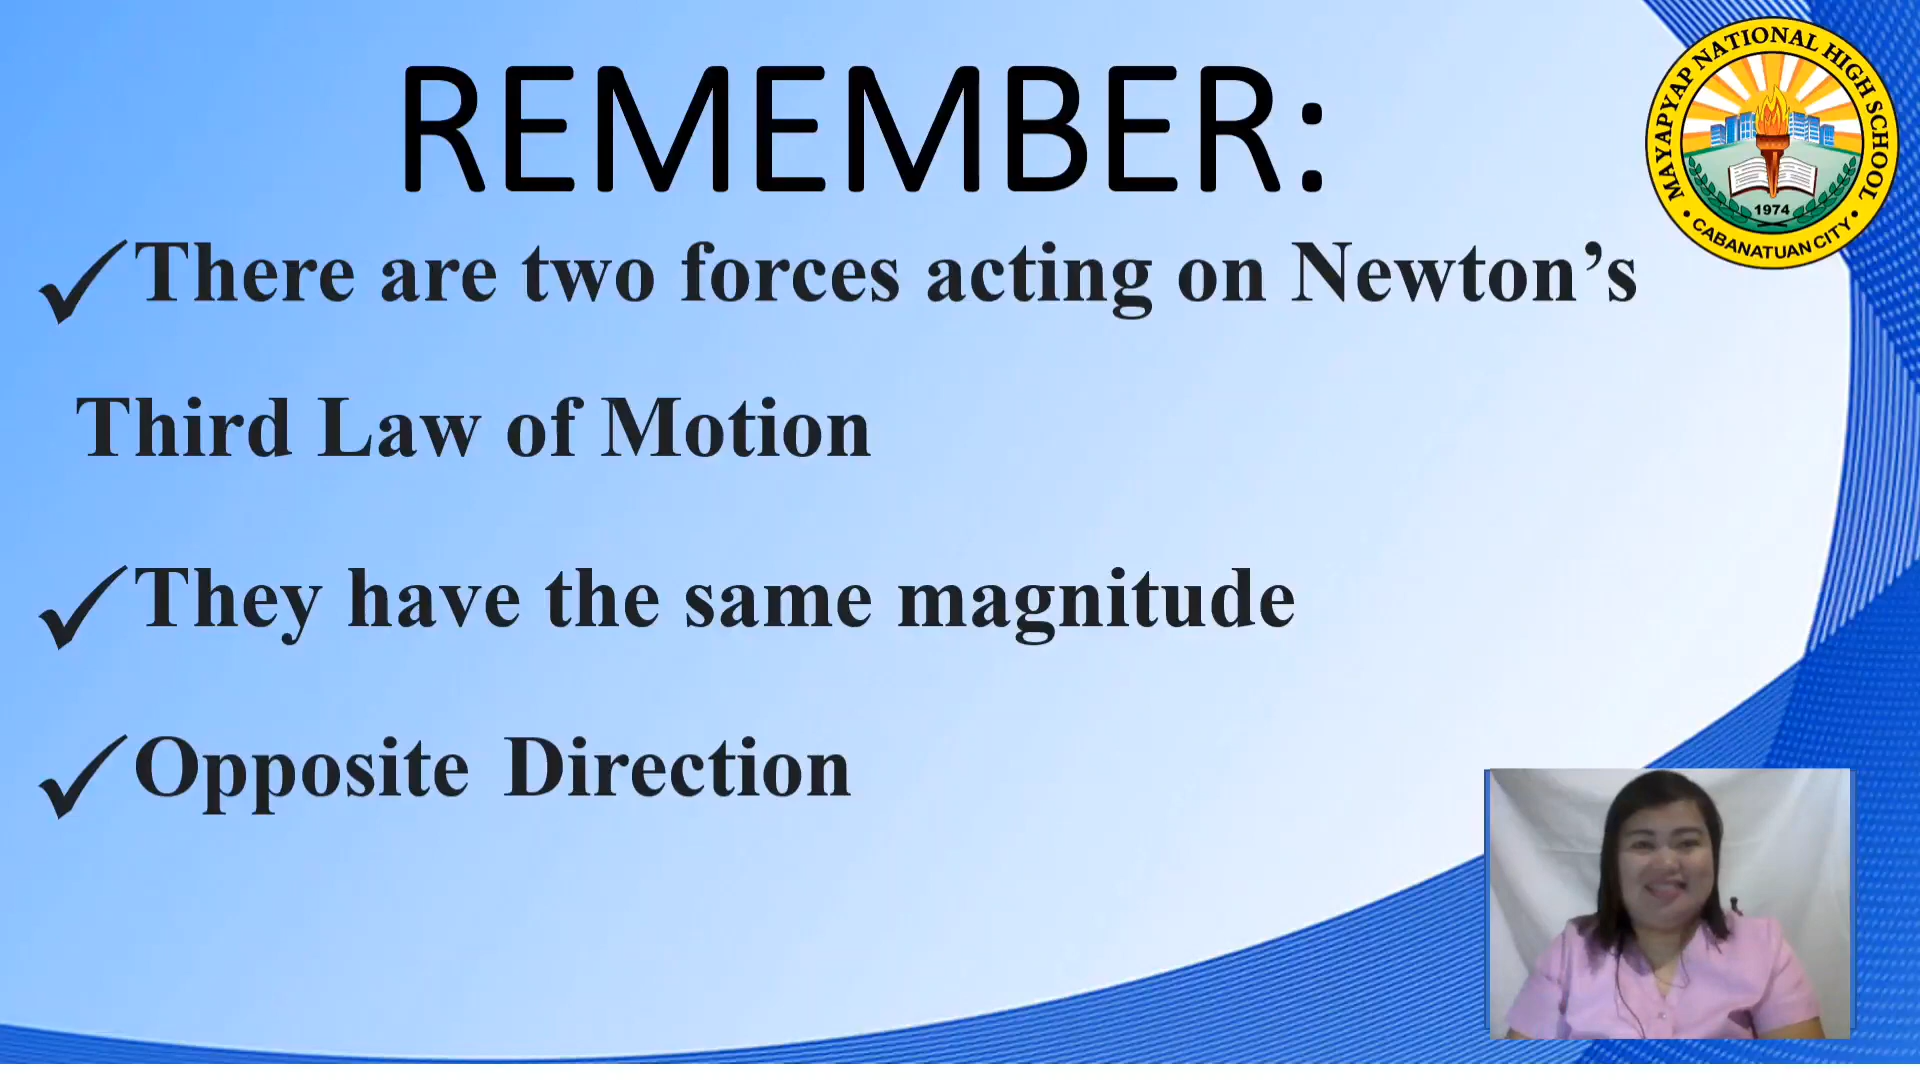 REMEMBER:
✓There are two forces acting on Newton’s
Third Law of Motion
✓They have the same magnitude
✓Opposite Direction
MAYAPYAP NATIONAL HIGH SCHOOL
1974
CABANATUAN CITY